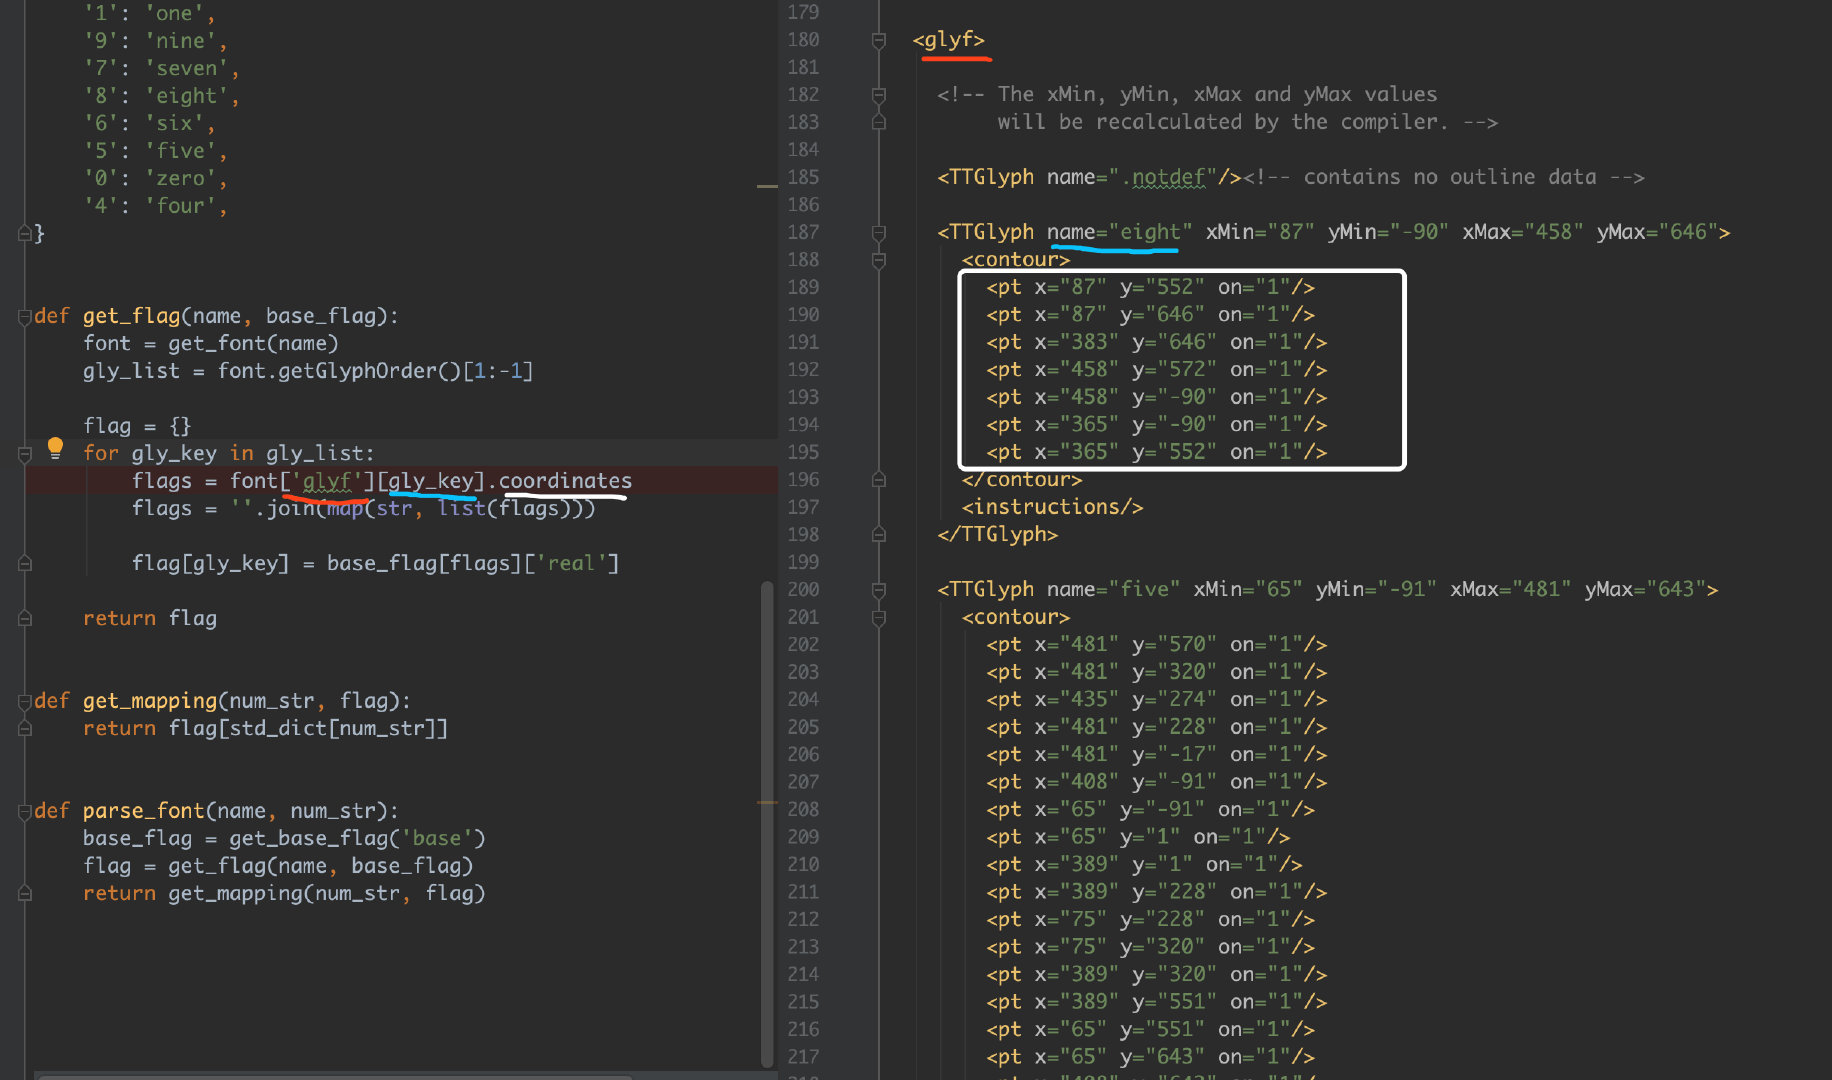 '1': 'one',
'9': 'nine',
'7': 'seven',
'8': 'eight',
'6': 'six',
'5': 'five',
'0': 'zero',
'4': 'four',
}
def get_flag(name, base_flag):
font = get_font(name)
gly_list = font.getGlyphOrder()[1:-1]
flag = {}
for gly_key in gly_list:
flags = font['glyf'][gly_key].coordinates
flags = ''.join(map(str, list(flags)))
flag[gly_key] = base_flag[flags]['real']
return flag
def get_mapping(num_str, flag):
return flag[std_dict[num_str]]
def parse_font(name, num_str):
base_flag = get_base_flag('base')
flag = get_flag(name, base_flag)
return get_mapping(num_str, flag)
179
180 <glyf>
181
182 <!-- The xMin, yMin, xMax and yMax values
183 will be recalculated by the compiler. -->
184
185 <TTGlyph name=".notdef"/><!-- contains no outline data -->
186
187 <TTGlyph name="eight" xMin="87" yMin="-90" xMax="458" yMax="646">
188 <contour>
189 <pt x="87" y="552" on="1"/>
190 <pt x="87" y="646" on="1"/>
191 <pt x="383" y="646" on="1"/>
192 <pt x="458" y="572" on="1"/>
193 <pt x="458" y="-90" on="1"/>
194 <pt x="365" y="-90" on="1"/>
195 <pt x="365" y="552" on="1"/>
196 </contour>
197 <instructions/>
198 </TTGlyph>
199
200 <TTGlyph name="five" xMin="65" yMin="-91" xMax="481" yMax="643">
201 <contour>
202 <pt x="481" y="570" on="1"/>
203 <pt x="481" y="320" on="1"/>
204 <pt x="435" y="274" on="1"/>
205 <pt x="481" y="228" on="1"/>
206 <pt x="481" y="-17" on="1"/>
207 <pt x="408" y="-91" on="1"/>
208 <pt x="65" y="-91" on="1"/>
209 <pt x="65" y="1" on="1"/>
210 <pt x="389" y="1" on="1"/>
211 <pt x="389" y="228" on="1"/>
212 <pt x="75" y="228" on="1"/>
213 <pt x="75" y="320" on="1"/>
214 <pt x="389" y="320" on="1"/>
215 <pt x="389" y="551" on="1"/>
216 <pt x="65" y="551" on="1"/>
217 <pt x="65" y="643" on="1"/>